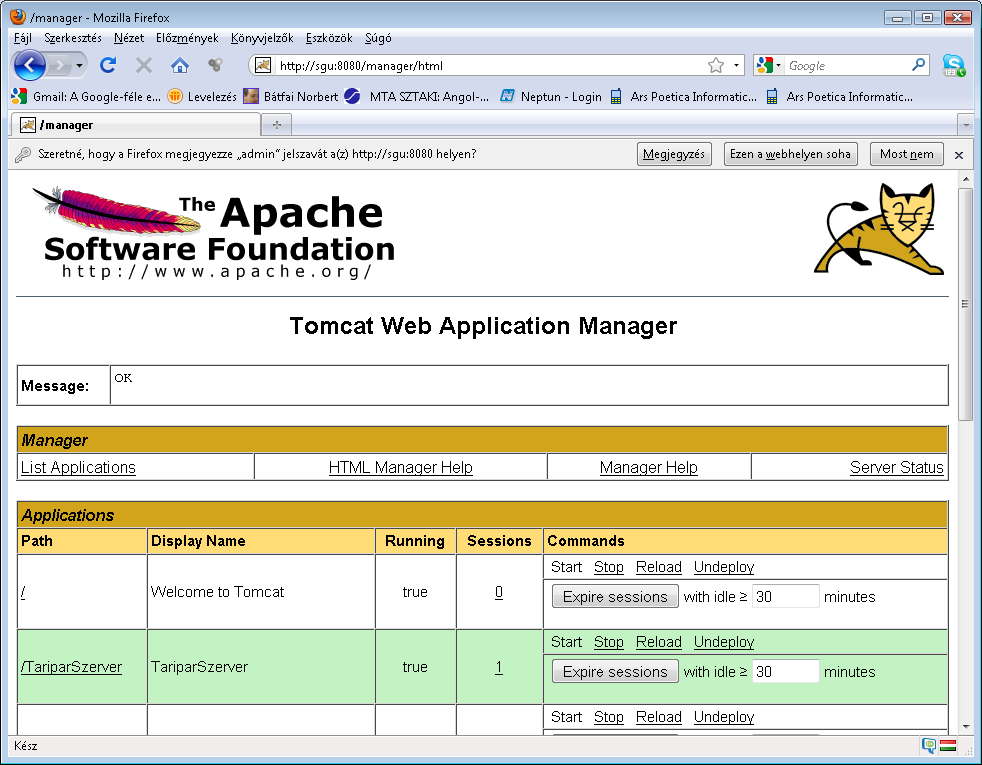 /manager - Mozilla Firefox
Fájl Szerkesztés Nézet Előzmények Könyvjelzők Eszközök Súgó
http://sgu:8080/manager/html
Google
Gmail: A Google-féle e... Levelezés Bátfai Norbert MTA SZTAKI: Angol-... Neptun - Login Ars Poetica Informatic... Ars Poetica Informatic...
/manager
Szeretné, hogy a Firefox megjegyezze „admin” jelszavát a(z) http://sgu:8080 helyen? Megjegyzés Ezen a webhelyen soha Most nem
The Apache
Software Foundation
http://www.apache.org/
Tomcat Web Application Manager
Message: OK
Manager
List Applications HTML Manager Help Manager Help Server Status
Applications
Path Display Name Running Sessions Commands
Start Stop Reload Undeploy
/ Welcome to Tomcat true 0
Expire sessions with idle ≥ 30 minutes
Start Stop Reload Undeploy
/TariparSzerver TariparSzerver true 1
Expire sessions with idle ≥ 30 minutes
Start Stop Reload Undeploy
Kész